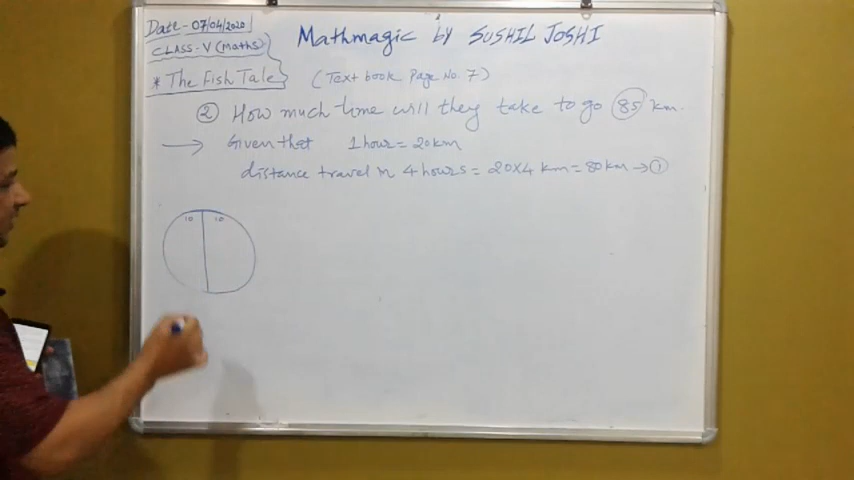 Date - 07/04/2020
Mathmagic by SUSHIL JOSHI
CLASS - V (Maths)
* The Fish Tale
(Text book Page No. 7)
② How much time will they take to go 85 km.
→ Given that 1 hour = 20 km
distance travel in 4 hours = 20 X 4 km = 80 km → ①
10 10